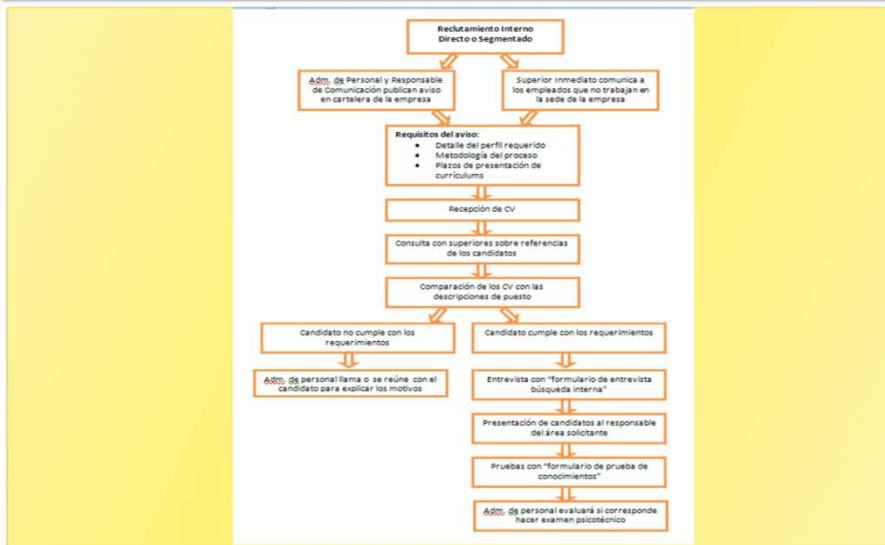 Reclutamiento Interno
Directo o Segmentado
Adm. de Personal y Responsable
de Comunicación publican aviso
en cartelera de la empresa
Superior Inmediato comunica a
los empleados que no trabajan en
la sede de la empresa
Requisitos del aviso:
• Detalle del perfil requerido
• Metodología del proceso
• Plazos de presentación de
currículums
Recepción de CV
Consulta con superiores sobre referencias
de los candidatos
Comparación de los CV con las
descripciones de puesto
Candidato no cumple con los
requerimientos
Adm. de personal llama o se reúne con el
candidato para explicar los motivos
Candidato cumple con los requerimientos
Entrevista con "formulario de entrevista
búsqueda interna"
Presentación de candidatos al responsable
del área solicitante
Pruebas con "formulario de prueba de
conocimientos"
Adm. de personal evaluará si corresponde
hacer examen psicotécnico